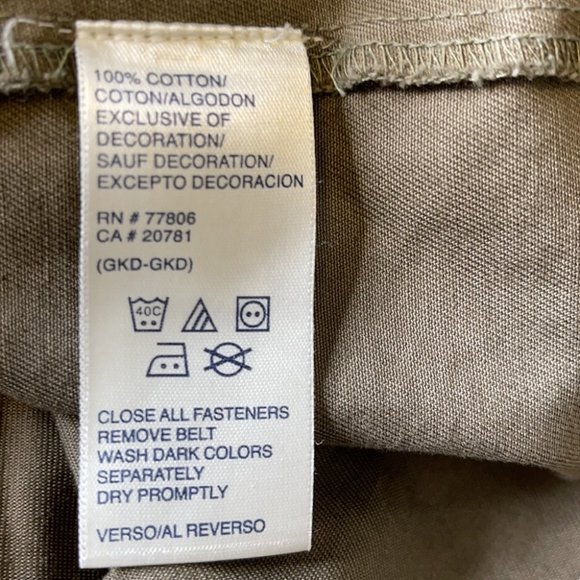 100% COTTON/
COTON/ALGODON
EXCLUSIVE OF
DECORATION/
SAUF DECORATION/
EXCEPTO DECORACION
RN # 77806
CA # 20781
(GKD-GKD)
40C
CLOSE ALL FASTENERS
REMOVE BELT
WASH DARK COLORS
SEPARATELY
DRY PROMPTLY
VERSO/AL REVERSO